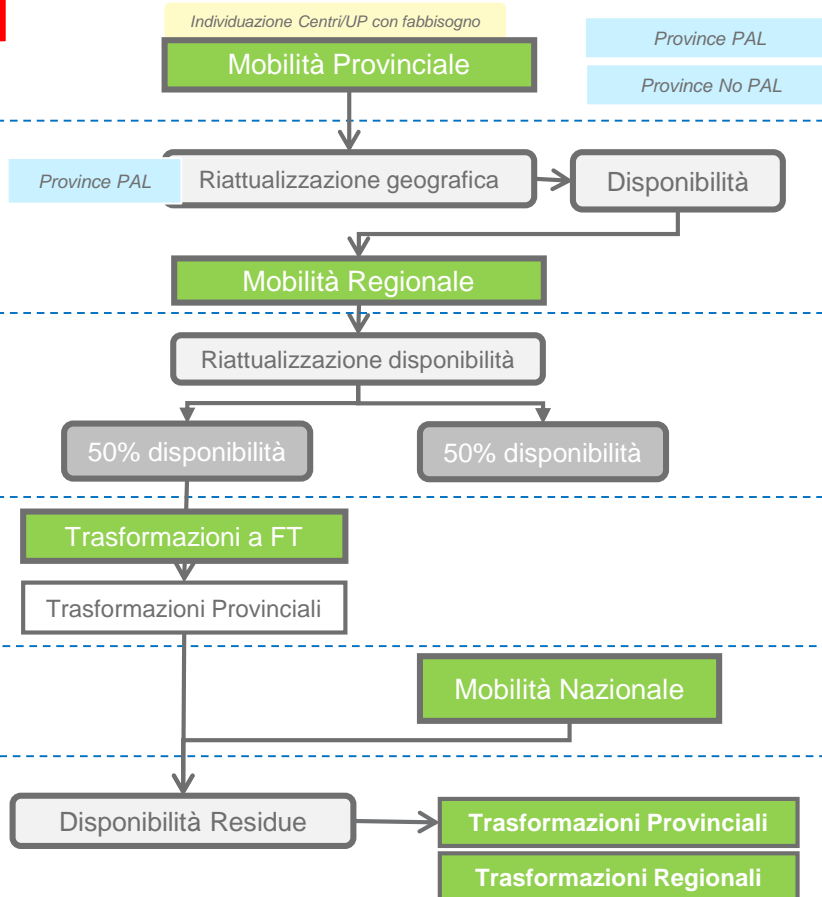 Individuazione Centri/UP con fabbisogno
Mobilità Provinciale
Province PAL
Province No PAL
Province PAL
Riattualizzazione geografica
Disponibilità
Mobilità Regionale
Riattualizzazione disponibilità
50% disponibilità
50% disponibilità
Trasformazioni a FT
Trasformazioni Provinciali
Mobilità Nazionale
Disponibilità Residue
Trasformazioni Provinciali
Trasformazioni Regionali